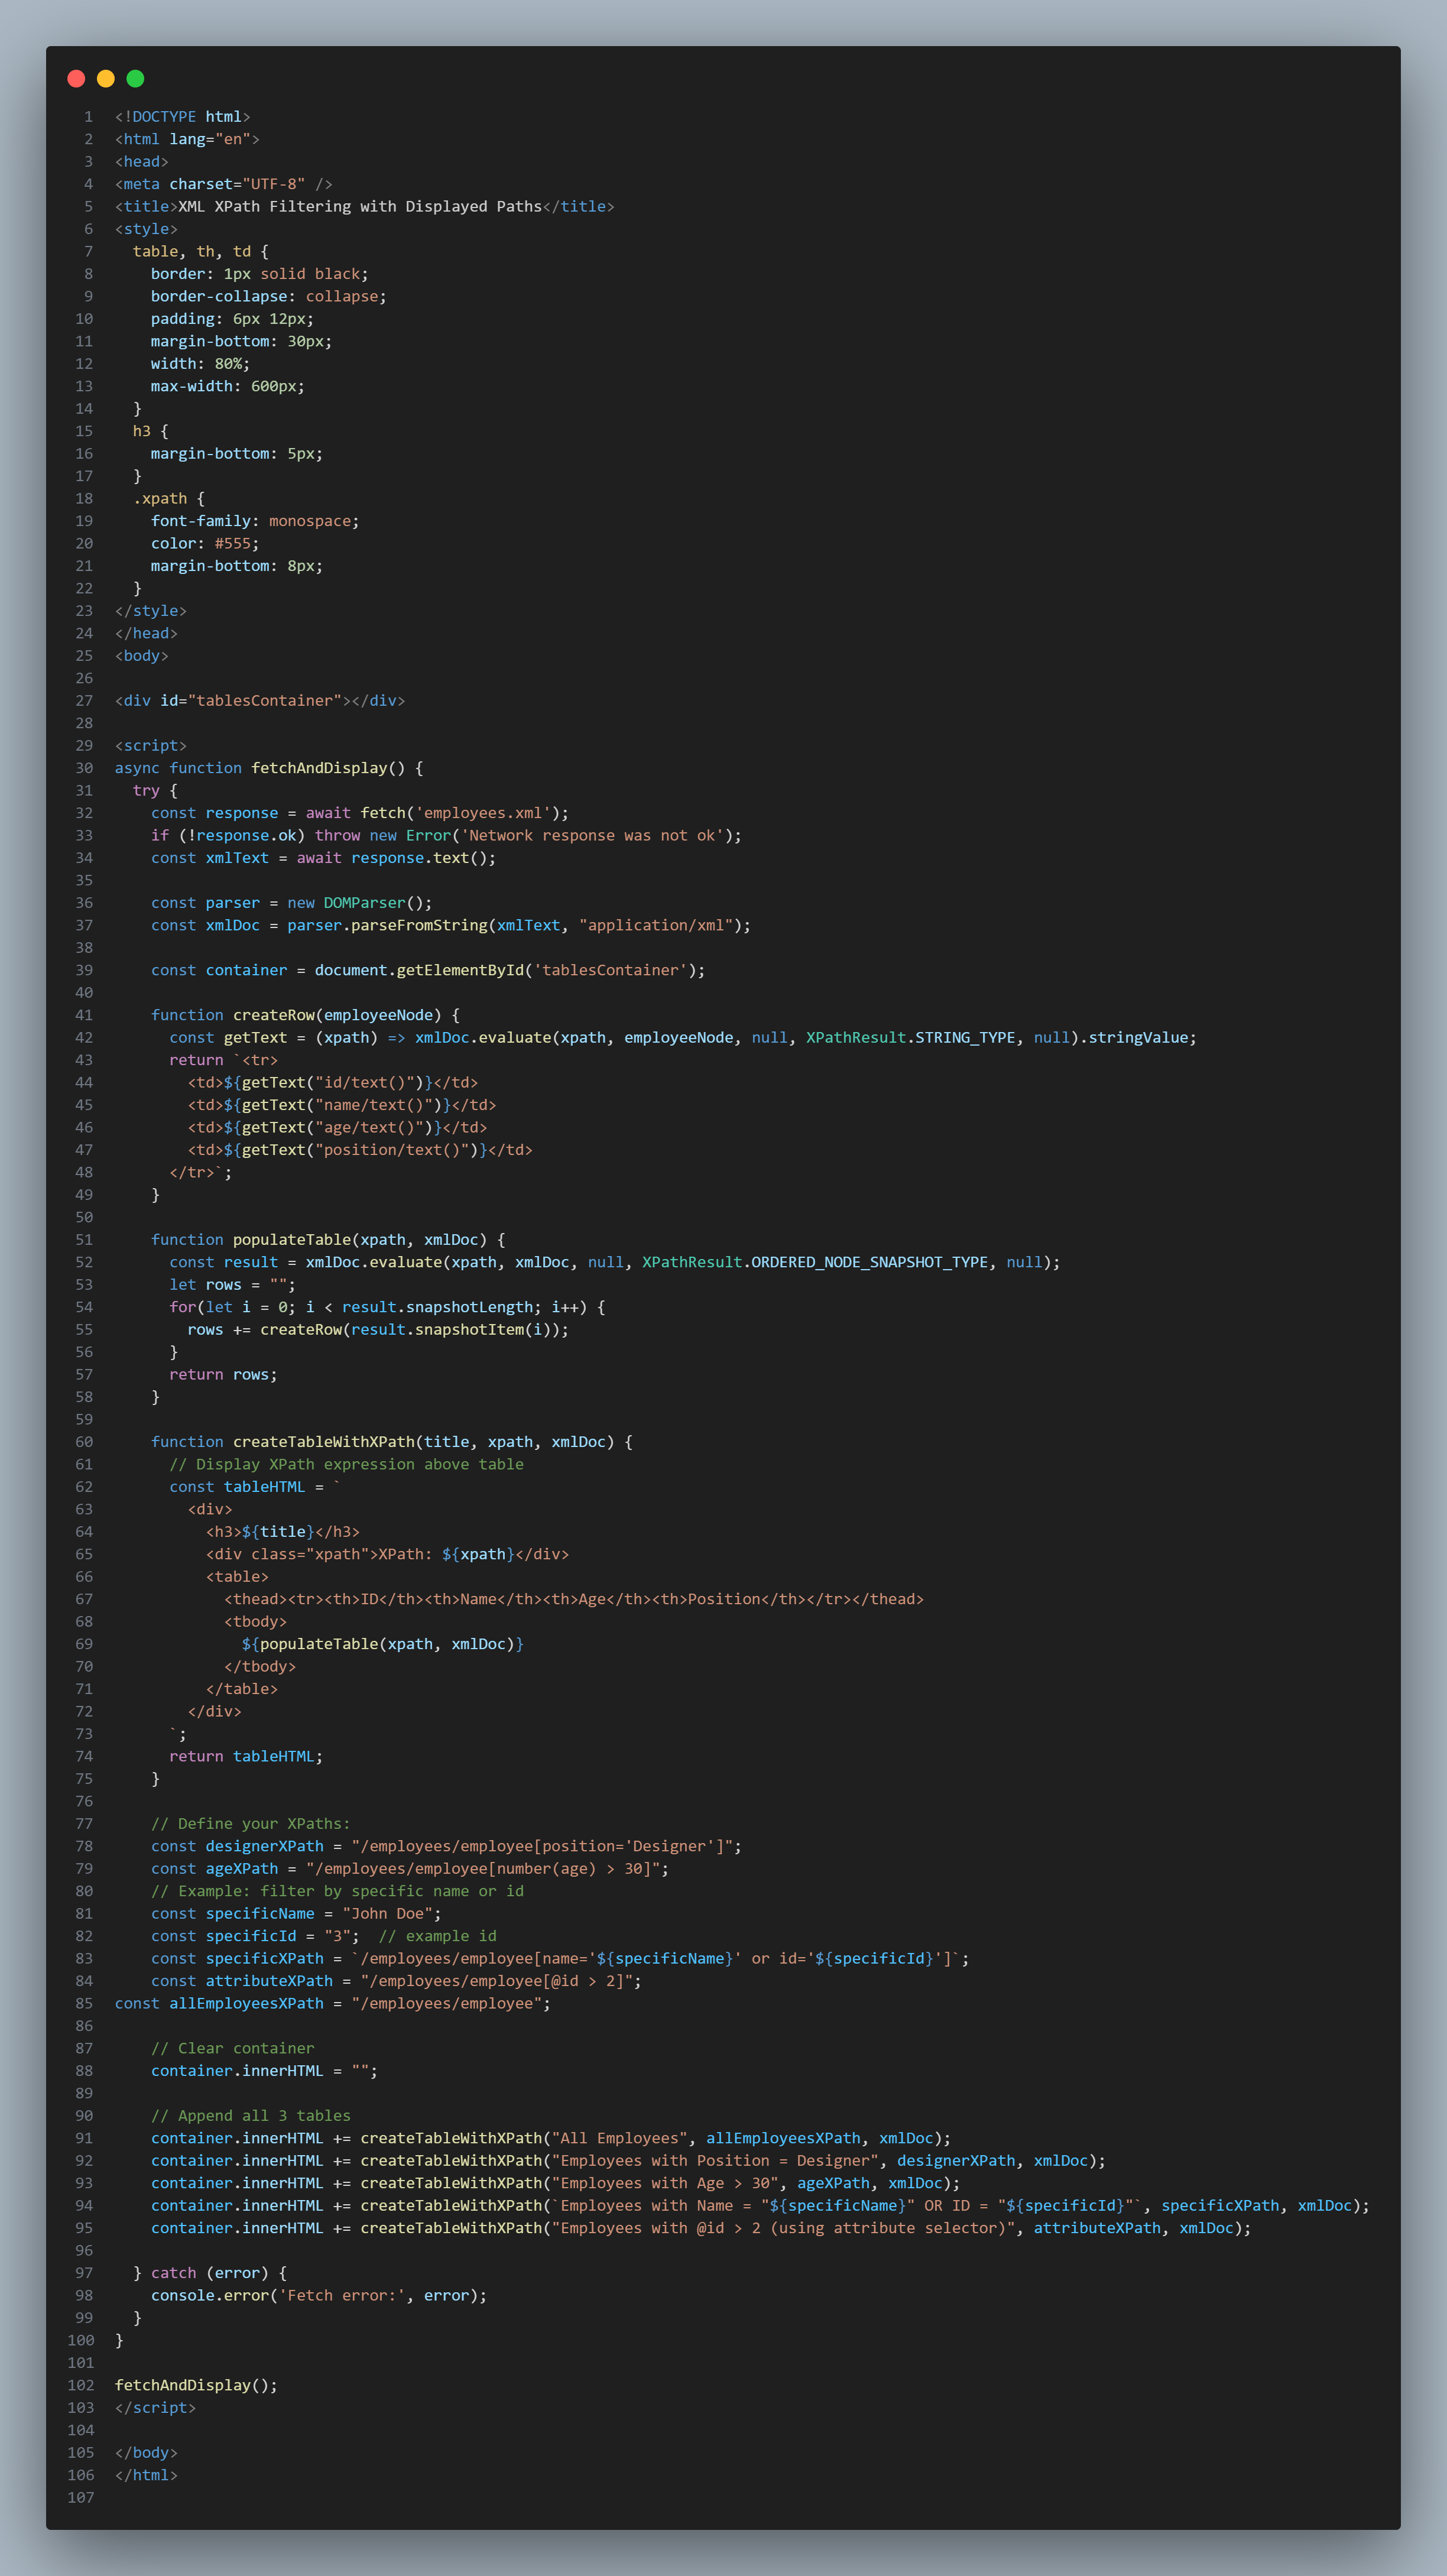 1 <!DOCTYPE html>
2 <html lang="en">
3 <head>
4 <meta charset="UTF-8" />
5 <title>XML XPath Filtering with Displayed Paths</title>
6 <style>
7   table, th, td {
8     border: 1px solid black;
9     border-collapse: collapse;
10     padding: 6px 12px;
11     margin-bottom: 30px;
12     width: 80%;
13     max-width: 600px;
14   }
15   h3 {
16     margin-bottom: 5px;
17   }
18   .xpath {
19     font-family: monospace;
20     color: #555;
21     margin-bottom: 8px;
22   }
23 </style>
24 </head>
25 <body>
26
27 <div id="tablesContainer"></div>
28
29 <script>
30 async function fetchAndDisplay() {
31   try {
32     const response = await fetch('employees.xml');
33     if (!response.ok) throw new Error('Network response was not ok');
34     const xmlText = await response.text();
35
36     const parser = new DOMParser();
37     const xmlDoc = parser.parseFromString(xmlText, "application/xml");
38
39     const container = document.getElementById('tablesContainer');
40
41     function createRow(employeeNode) {
42       const getText = (xpath) => xmlDoc.evaluate(xpath, employeeNode, null, XPathResult.STRING_TYPE, null).stringValue;
43       return `<tr>
44         <td>${getText("id/text()")}</td>
45         <td>${getText("name/text()")}</td>
46         <td>${getText("age/text()")}</td>
47         <td>${getText("position/text()")}</td>
48       </tr>`;
49     }
50
51     function populateTable(xpath, xmlDoc) {
52       const result = xmlDoc.evaluate(xpath, xmlDoc, null, XPathResult.ORDERED_NODE_SNAPSHOT_TYPE, null);
53       let rows = "";
54       for(let i = 0; i < result.snapshotLength; i++) {
55         rows += createRow(result.snapshotItem(i));
56       }
57       return rows;
58     }
59
60     function createTableWithXPath(title, xpath, xmlDoc) {
61       // Display XPath expression above table
62       const tableHTML = `
63         <div>
64           <h3>${title}</h3>
65           <div class="xpath">XPath: ${xpath}</div>
66           <table>
67             <thead><tr><th>ID</th><th>Name</th><th>Age</th><th>Position</th></tr></thead>
68             <tbody>
69               ${populateTable(xpath, xmlDoc)}
70             </tbody>
71           </table>
72         </div>
73       `;
74       return tableHTML;
75     }
76
77     // Define your XPaths:
78     const designerXPath = "/employees/employee[position='Designer']";
79     const ageXPath = "/employees/employee[number(age) > 30]";
80     // Example: filter by specific name or id
81     const specificName = "John Doe";
82     const specificId = "3";  // example id
83     const specificXPath = `/employees/employee[name='${specificName}' or id='${specificId}']`;
84     const attributeXPath = "/employees/employee[@id > 2]";
85 const allEmployeesXPath = "/employees/employee";
86
87     // Clear container
88     container.innerHTML = "";
89
90     // Append all 3 tables
91     container.innerHTML += createTableWithXPath("All Employees", allEmployeesXPath, xmlDoc);
92     container.innerHTML += createTableWithXPath("Employees with Position = Designer", designerXPath, xmlDoc);
93     container.innerHTML += createTableWithXPath("Employees with Age > 30", ageXPath, xmlDoc);
94     container.innerHTML += createTableWithXPath(`Employees with Name = "${specificName}" OR ID = "${specificId}"`, specificXPath, xmlDoc);
95     container.innerHTML += createTableWithXPath("Employees with @id > 2 (using attribute selector)", attributeXPath, xmlDoc);
96
97   } catch (error) {
98     console.error('Fetch error:', error);
99   }
100 }
101
102 fetchAndDisplay();
103 </script>
104
105 </body>
106 </html>
107